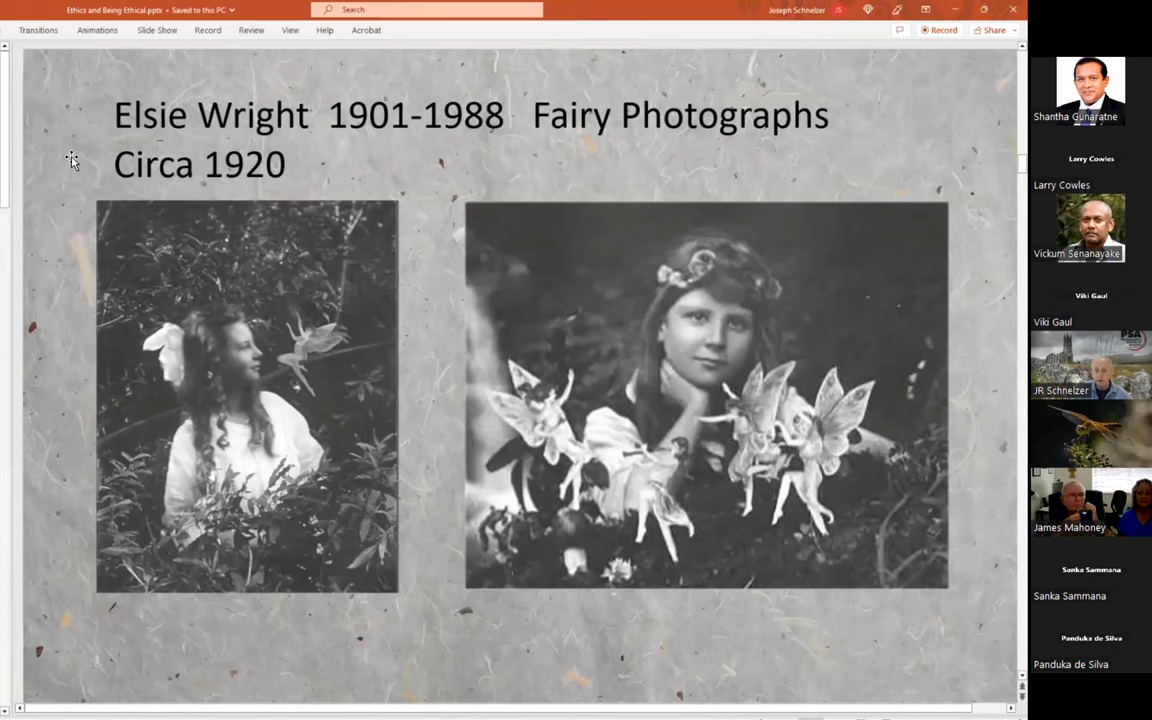 Ethics and Being Ethical.pptx • Saved to this PC
Search
Joseph Schnelzer
JS
Transitions
Animations
Slide Show
Record
Review
View
Help
Acrobat
Record
Share
Elsie Wright 1901-1988 Fairy Photographs
Circa 1920
Shantha Gunaratne
Larry Cowles
Larry Cowles
Vickum Senanayake
Viki Gaul
Viki Gaul
PSA
JR Schnelzer
James Mahoney
Sanka Sammana
Sanka Sammana
Panduka de Silva
Panduka de Silva